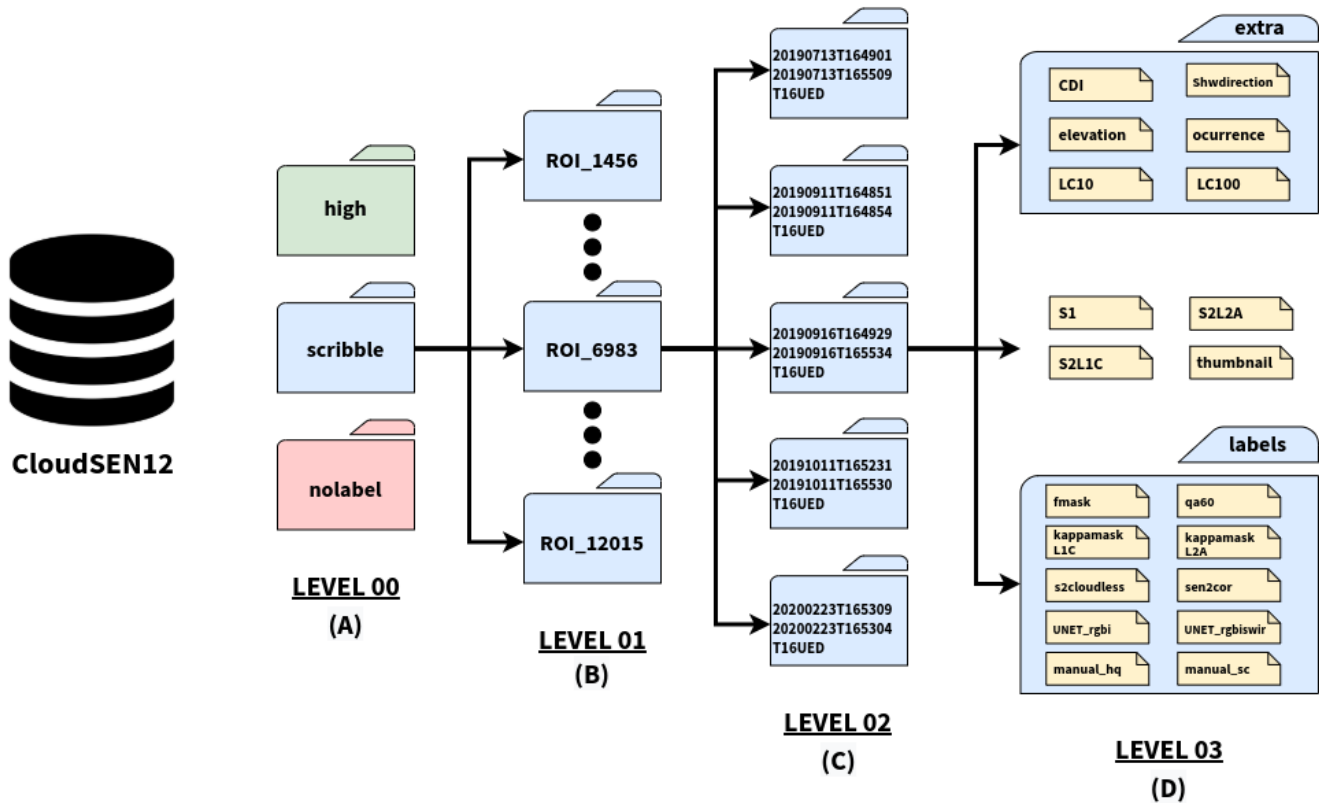 CloudSEN12
high
scribble
nolabel
LEVEL 00
(A)
ROI_1456
ROI_6983
ROI_12015
LEVEL 01
(B)
20190713T164901
20190713T165509
T16UED
20190911T164851
20190911T164854
T16UED
20190916T164929
20190916T165534
T16UED
20191011T165231
20191011T165530
T16UED
20200223T165309
20200223T165304
T16UED
LEVEL 02
(C)
extra
CDI
Shwdirection
elevation
ocurrence
LC10
LC100
S1
S2L2A
S2L1C
thumbnail
labels
fmask
qa60
kappamask
L1C
kappamask
L2A
s2cloudless
sen2cor
UNET_rgbi
UNET_rgbiswir
manual_hq
manual_sc
LEVEL 03
(D)